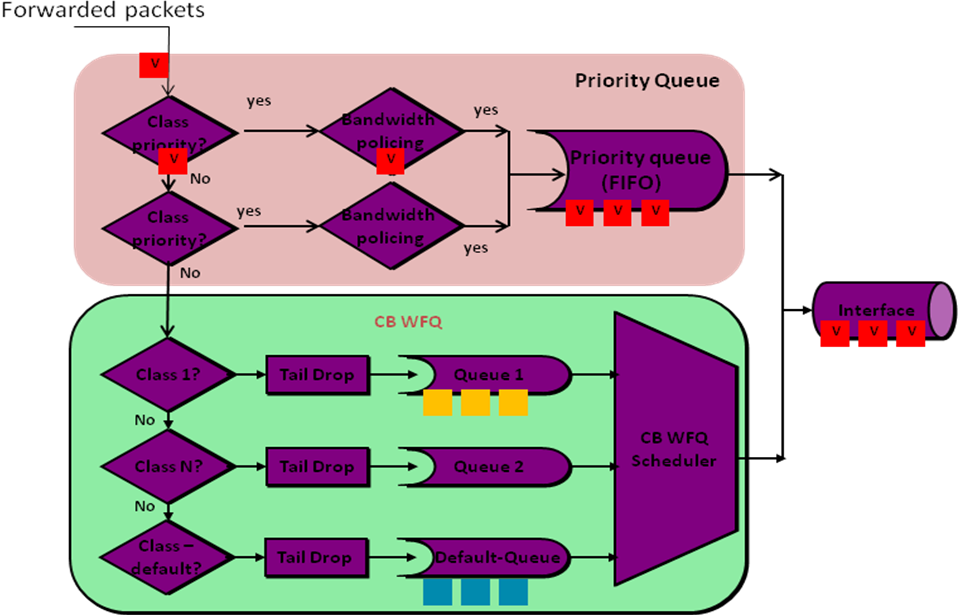 Forwarded packets
V
Priority Queue
Class
priority?
yes
Bandwidth
policing
yes
V
V
No
Priority queue
(FIFO)
V V V
Class
priority?
yes
Bandwidth
policing
yes
No
CB WFQ
Interface
V V V
Class 1?
Tail Drop
Queue 1
No
Class N?
Tail Drop
Queue 2
CB WFQ
Scheduler
No
Class –
default?
Tail Drop
Default-Queue